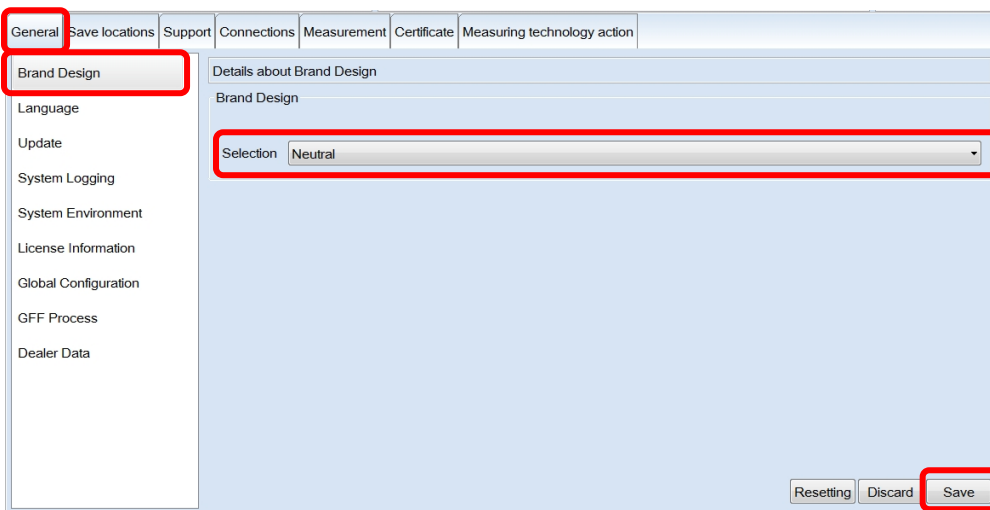 General Save locations Support Connections Measurement Certificate Measuring technology action
Brand Design
Language
Update
System Logging
System Environment
License Information
Global Configuration
GFF Process
Dealer Data
Details about Brand Design
Brand Design
Selection Neutral
Resetting Discard Save